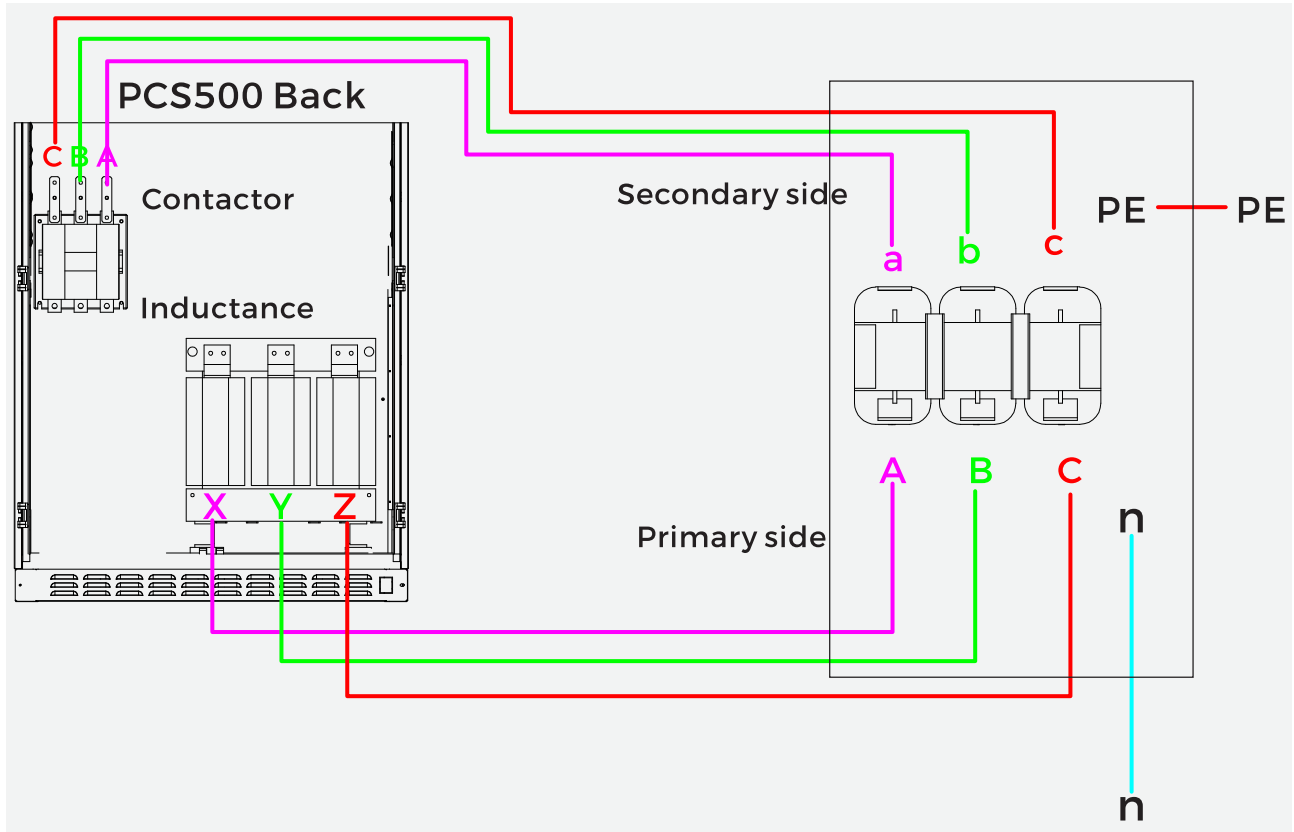 PCS500 Back
C B A
Contactor
Secondary side
PE PE
a b c
Inductance
A B C
X Y Z
n
Primary side
n